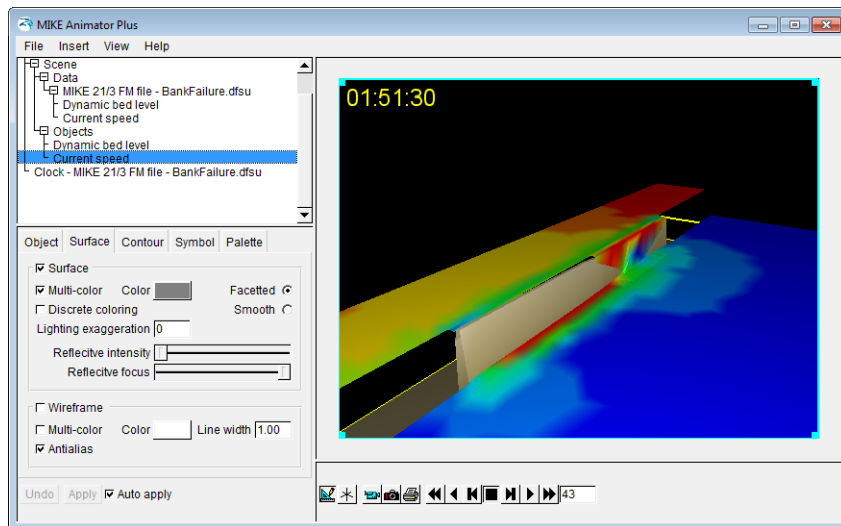 MIKE Animator Plus
File Insert View Help
Scene
Data
MIKE 21/3 FM file - BankFailure.dfsu
Dynamic bed level
Current speed
Objects
Dynamic bed level
Current speed
Clock - MIKE 21/3 FM file - BankFailure.dfsu
Object Surface Contour Symbol Palette
Surface
Multi-color Color Facetted
Discrete coloring Smooth
Lighting exaggeration 0
Reflecitve intensity
Reflecitve focus
Wireframe
Multi-color Color Line width 1.00
Antialias
Undo Apply Auto apply
01:51:30
43